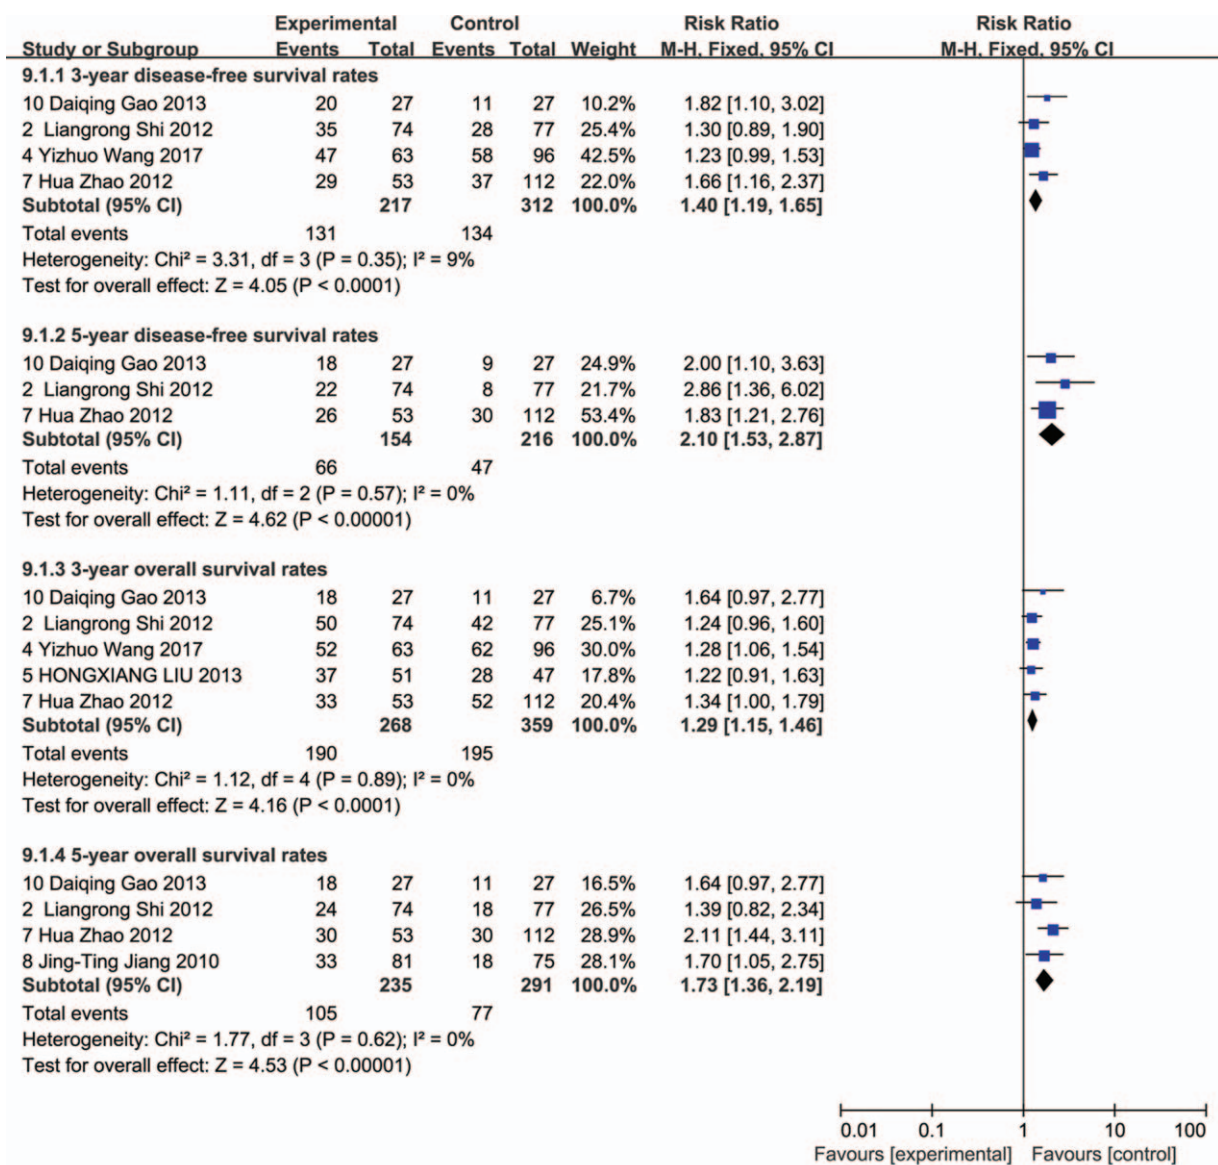 Experimental Control Risk Ratio Risk Ratio
Study or Subgroup Events Total Events Total Weight M-H, Fixed, 95% CI M-H, Fixed, 95% CI
9.1.1 3-year disease-free survival rates
10 Daiqing Gao 2013 20 27 11 27 10.2% 1.82 [1.10, 3.02]
2 Liangrong Shi 2012 35 74 28 77 25.4% 1.30 [0.89, 1.90]
4 Yizhuo Wang 2017 47 63 58 96 42.5% 1.23 [0.99, 1.53]
7 Hua Zhao 2012 29 53 37 112 22.0% 1.66 [1.16, 2.37]
Subtotal (95% CI) 217 312 100.0% 1.40 [1.19, 1.65]
Total events 131 134
Heterogeneity: Chi² = 3.31, df = 3 (P = 0.35); I² = 9%
Test for overall effect: Z = 4.05 (P < 0.0001)
9.1.2 5-year disease-free survival rates
10 Daiqing Gao 2013 18 27 9 27 24.9% 2.00 [1.10, 3.63]
2 Liangrong Shi 2012 22 74 8 77 21.7% 2.86 [1.36, 6.02]
7 Hua Zhao 2012 26 53 30 112 53.4% 1.83 [1.21, 2.76]
Subtotal (95% CI) 154 216 100.0% 2.10 [1.53, 2.87]
Total events 66 47
Heterogeneity: Chi² = 1.11, df = 2 (P = 0.57); I² = 0%
Test for overall effect: Z = 4.62 (P < 0.00001)
9.1.3 3-year overall survival rates
10 Daiqing Gao 2013 18 27 11 27 6.7% 1.64 [0.97, 2.77]
2 Liangrong Shi 2012 50 74 42 77 25.1% 1.24 [0.96, 1.60]
4 Yizhuo Wang 2017 52 63 62 96 30.0% 1.28 [1.06, 1.54]
5 HONGXIANG LIU 2013 37 51 28 47 17.8% 1.22 [0.91, 1.63]
7 Hua Zhao 2012 33 53 52 112 20.4% 1.34 [1.00, 1.79]
Subtotal (95% CI) 268 359 100.0% 1.29 [1.15, 1.46]
Total events 190 195
Heterogeneity: Chi² = 1.12, df = 4 (P = 0.89); I² = 0%
Test for overall effect: Z = 4.16 (P < 0.0001)
9.1.4 5-year overall survival rates
10 Daiqing Gao 2013 18 27 11 27 16.5% 1.64 [0.97, 2.77]
2 Liangrong Shi 2012 24 74 18 77 26.5% 1.39 [0.82, 2.34]
7 Hua Zhao 2012 30 53 30 112 28.9% 2.11 [1.44, 3.11]
8 Jing-Ting Jiang 2010 33 81 18 75 28.1% 1.70 [1.05, 2.75]
Subtotal (95% CI) 235 291 100.0% 1.73 [1.36, 2.19]
Total events 105 77
Heterogeneity: Chi² = 1.77, df = 3 (P = 0.62); I² = 0%
Test for overall effect: Z = 4.53 (P < 0.00001)
0.01 0.1 1 10 100
Favours [experimental] Favours [control]